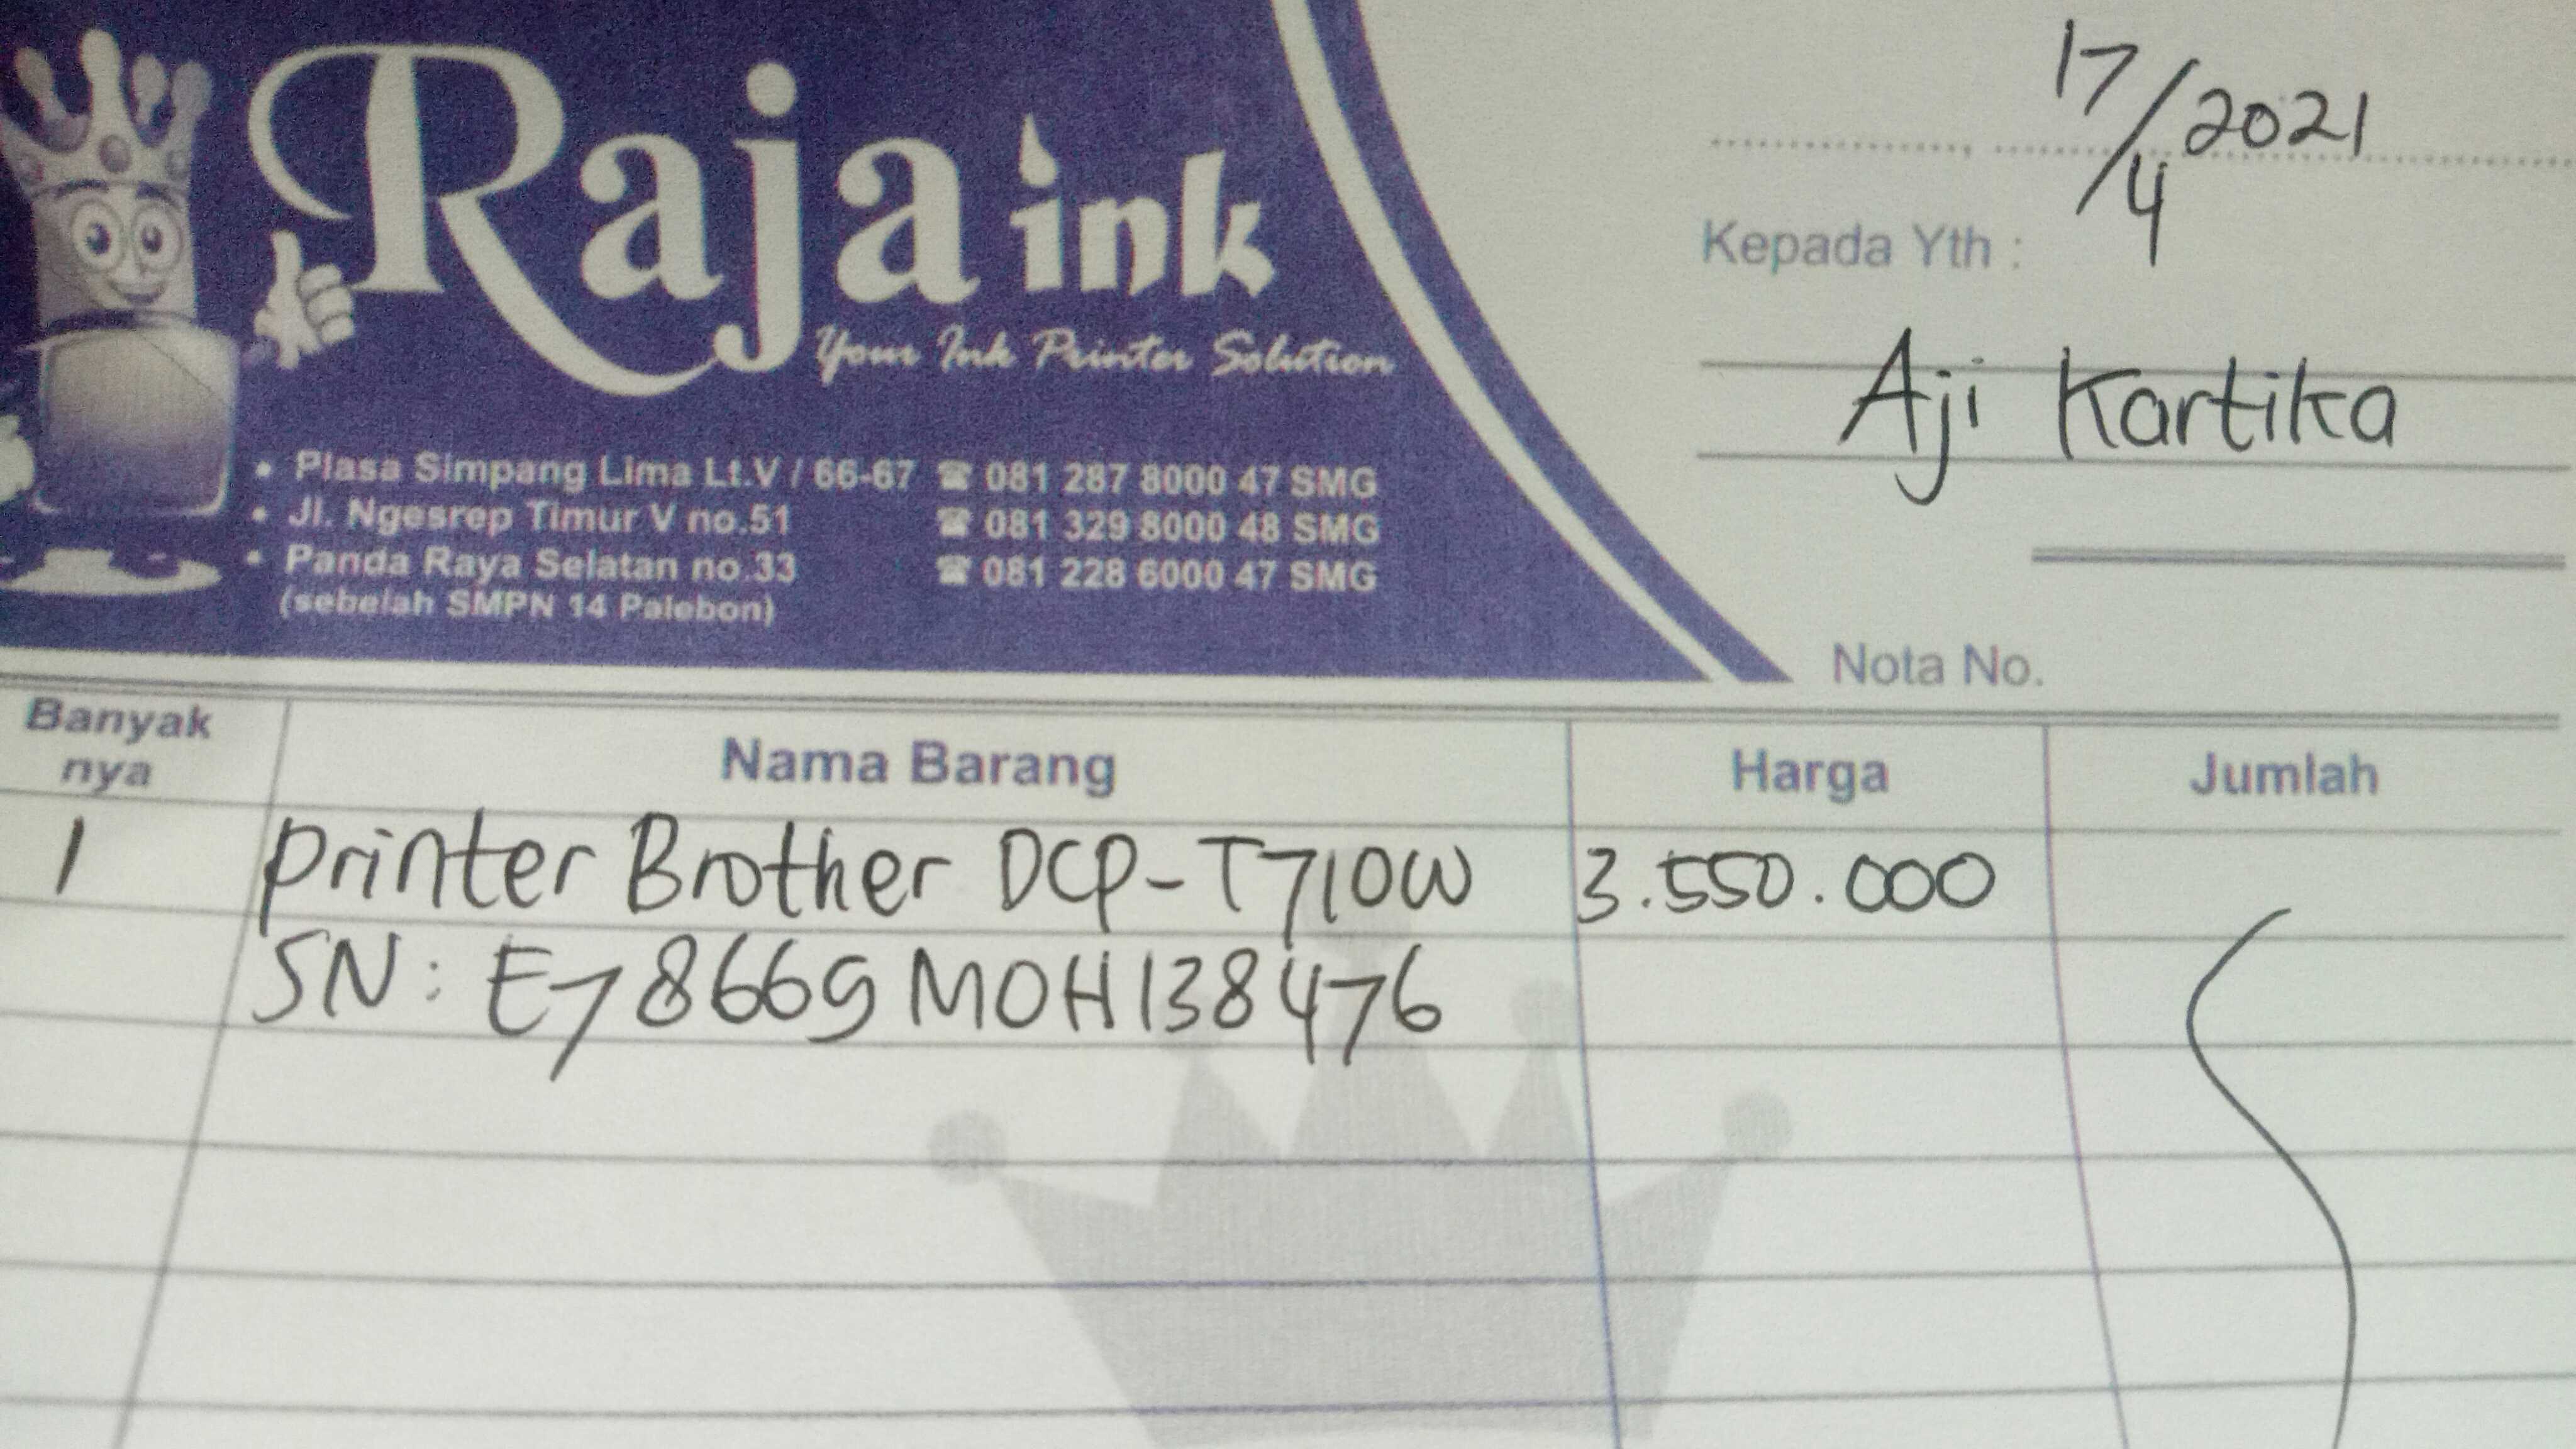 Raja ink
Your Ink Printer Solution
• Plasa Simpang Lima Lt.V / 66-67 ☎ 081 287 8000 47 SMG
• Jl. Ngesrep Timur V no.51 ☎ 081 329 8000 48 SMG
• Panda Raya Selatan no.33 ☎ 081 228 6000 47 SMG
(sebelah SMPN 14 Palebon)
17/4 2021
Kepada Yth :
Aji Kartika
Nota No.
Banyak nya Nama Barang Harga Jumlah
1 Printer Brother DCP-T710W 3.550.000
SN: E78669M0H138476